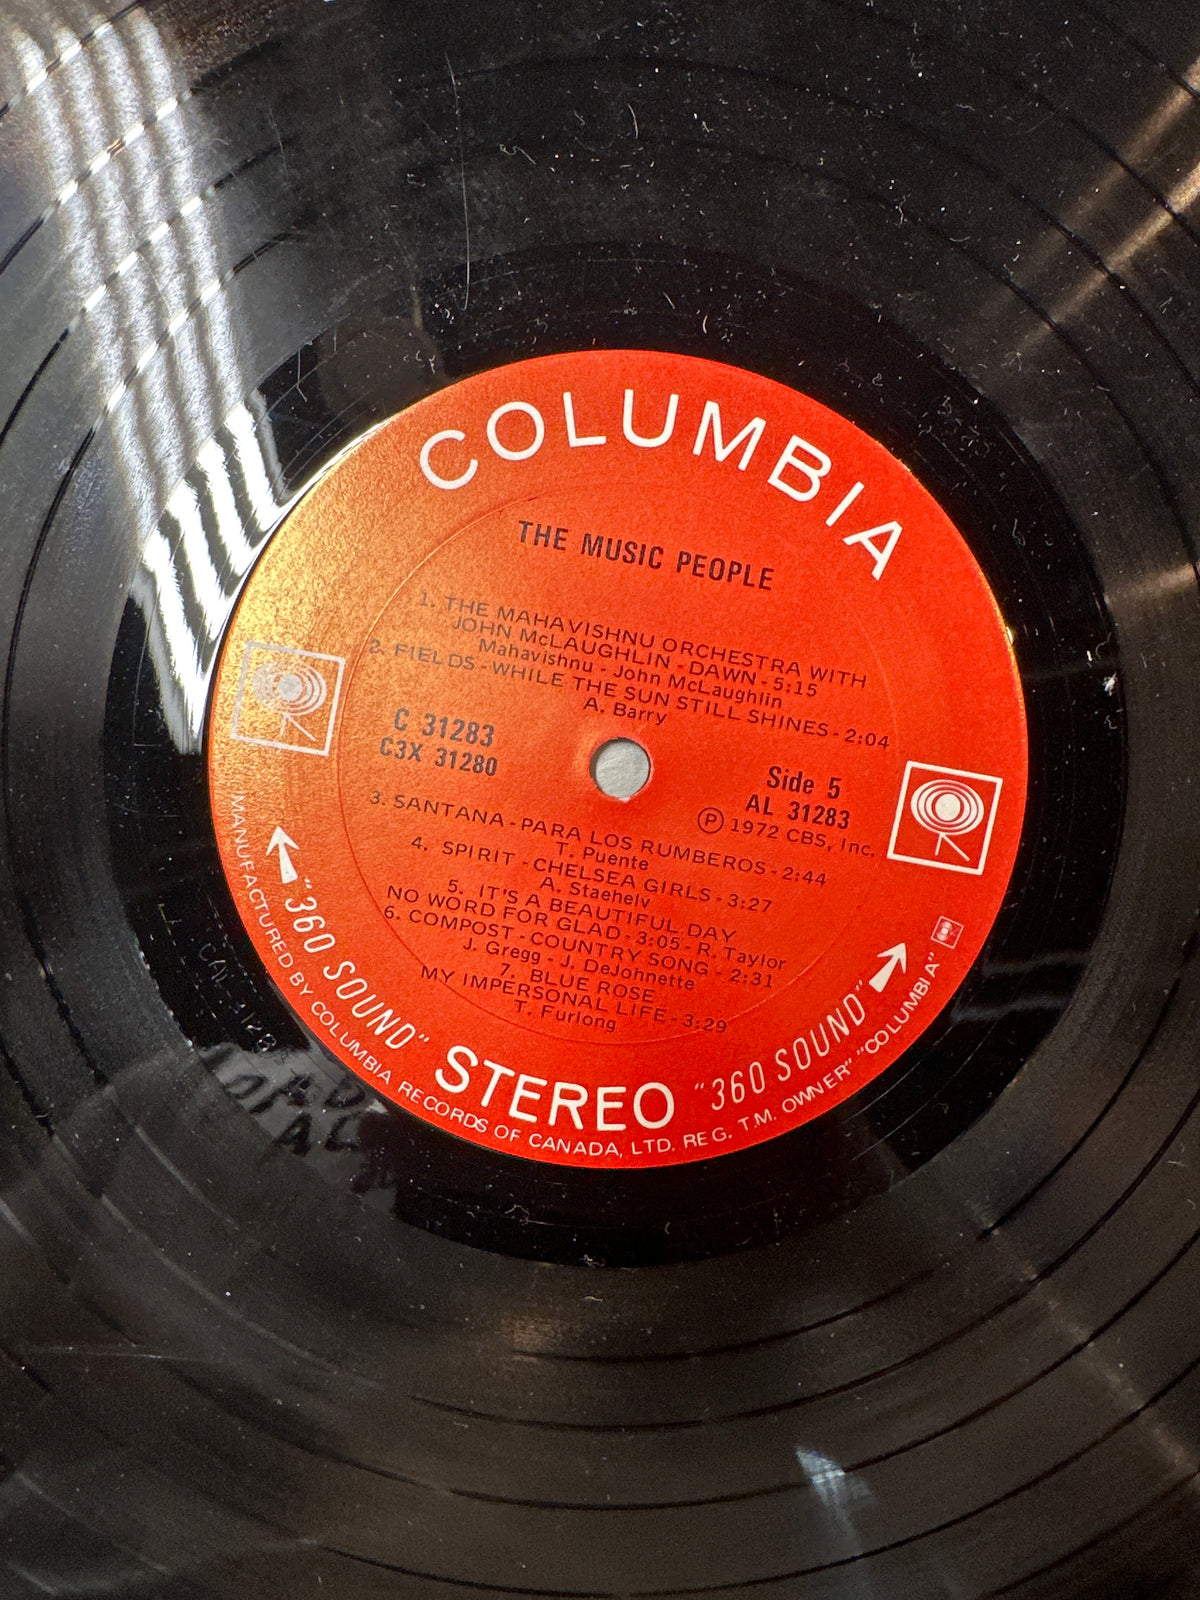 COLUMBIA
THE MUSIC PEOPLE
1. THE MAHAVISHNU ORCHESTRA WITH
JOHN McLAUGHLIN - DAWN - 5:15
Mahavishnu - John McLaughlin
2. FIELDS - WHILE THE SUN STILL SHINES - 2:04
A. Barry
C 31283
C3X 31280
Side 5
AL 31283
Ⓟ 1972 CBS, Inc.
3. SANTANA - PARA LOS RUMBEROS - 2:44
T. Puente
4. SPIRIT - CHELSEA GIRLS - 3:27
A. Staehelv
5. IT'S A BEAUTIFUL DAY
NO WORD FOR GLAD - 3:05 - R. Taylor
6. COMPOST - COUNTRY SONG - 2:31
J. Gregg - J. DeJohnette
7. BLUE ROSE
MY IMPERSONAL LIFE - 3:29
T. Furlong
"360 SOUND" STEREO "360 SOUND"
MANUFACTURED BY COLUMBIA RECORDS OF CANADA, LTD. REG. T.M. OWNER" "COLUMBIA"